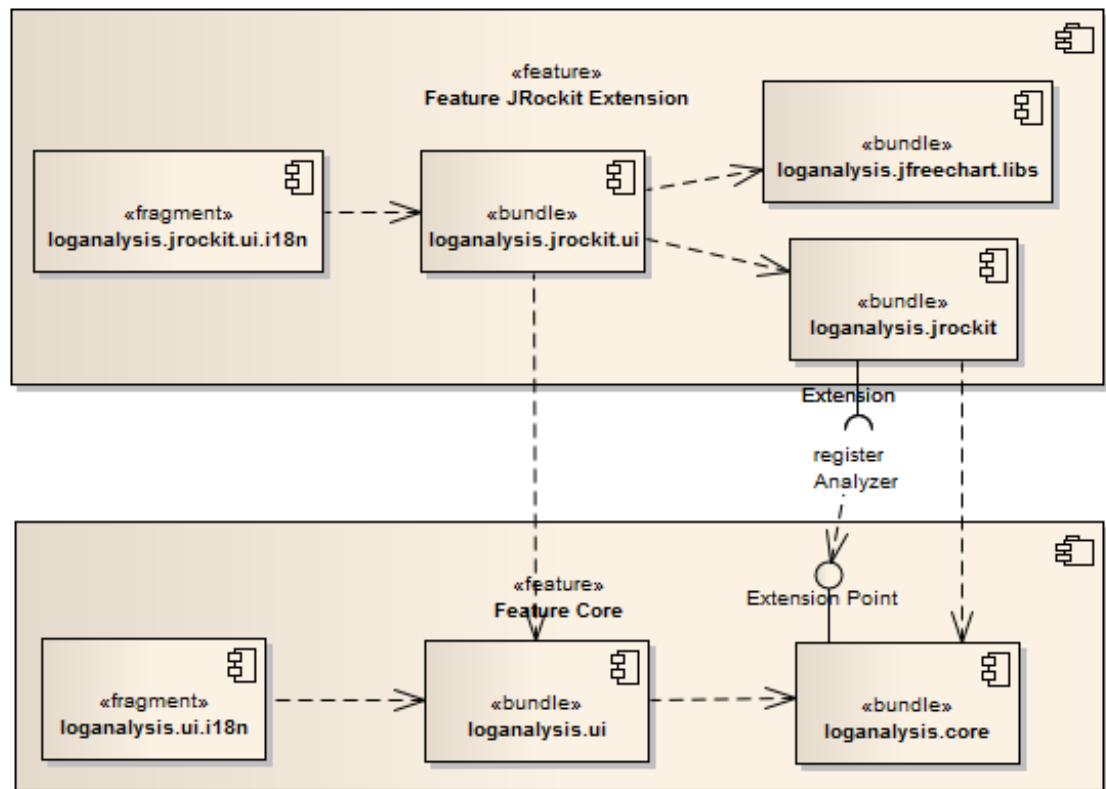 «feature»
Feature JRockit Extension
«bundle»
loganalysis.jfreechart.libs
«fragment»
loganalysis.jrockit.ui.i18n
«bundle»
loganalysis.jrockit.ui
«bundle»
loganalysis.jrockit
Extension
register
Analyzer
«feature»
Feature Core
Extension Point
«fragment»
loganalysis.ui.i18n
«bundle»
loganalysis.ui
«bundle»
loganalysis.core